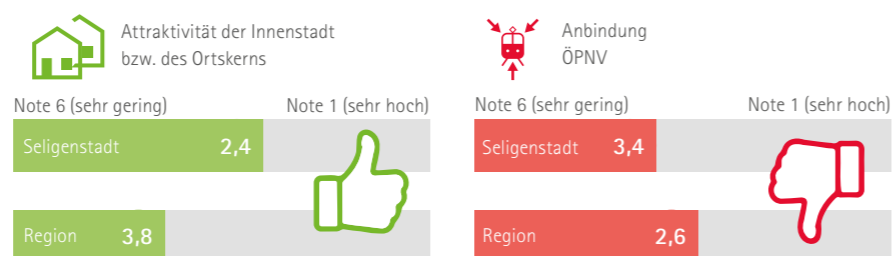 Attraktivität der Innenstadt
bzw. des Ortskerns
Note 6 (sehr gering) Note 1 (sehr hoch)
Seligenstadt 2,4
Region 3,8
Anbindung
ÖPNV
Note 6 (sehr gering) Note 1 (sehr hoch)
Seligenstadt 3,4
Region 2,6